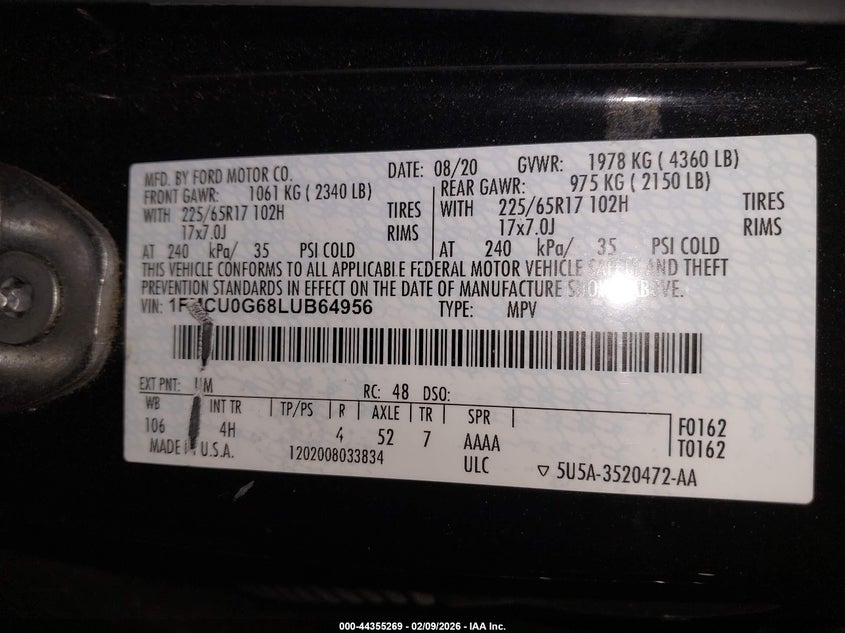 MFD. BY FORD MOTOR CO. DATE: 08/20 GVWR: 1978 KG ( 4360 LB)
FRONT GAWR: 1061 KG ( 2340 LB) REAR GAWR: 975 KG ( 2150 LB)
WITH 225/65R17 102H TIRES WITH 225/65R17 102H TIRES
17x7.0J RIMS 17x7.0J RIMS
AT 240 kPa/ 35 PSI COLD AT 240 kPa/ 35 PSI COLD
THIS VEHICLE CONFORMS TO ALL APPLICABLE FEDERAL MOTOR VEHICLE AND THEFT
PREVENTION STANDARDS IN EFFECT ON THE DATE OF MANUFACTURE ABOVE.
VIN: TYPE: MPV
EXT PNT: UM RC: 48 DSO:
WB INT TR TP/PS R AXLE TR SPR
106 4H 4 52 7 AAAA F0162
MADE IN U.S.A. 1202008033834 ULC T0162
5U5A-3520472-AA
000-44355269 - 02/09/2026 - IAA Inc.